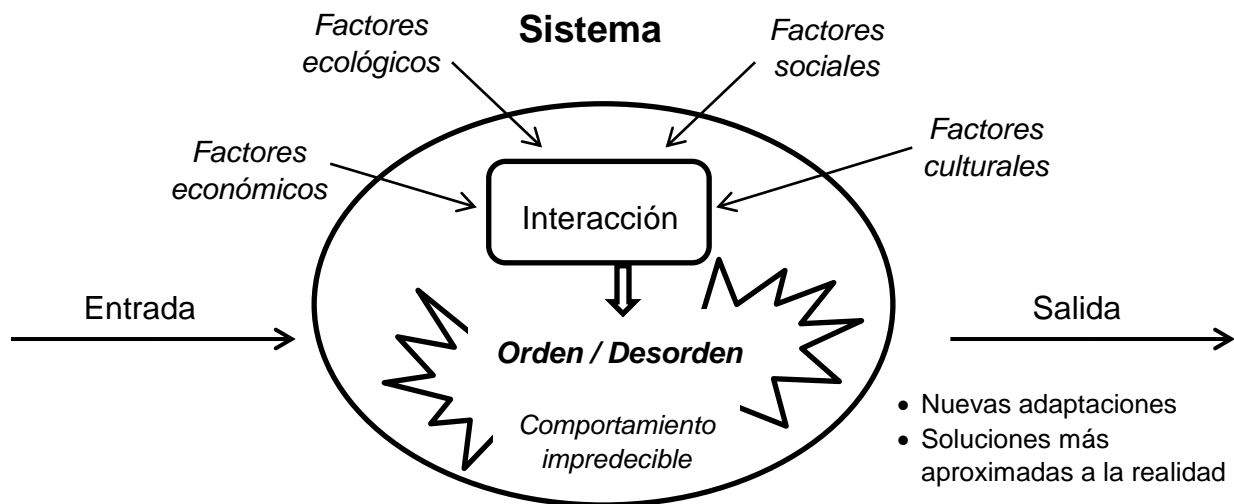 Sistema
Factores
ecológicos
Factores
sociales
Factores
económicos
Factores
culturales
Interacción
Entrada
Orden / Desorden
Comportamiento
impredecible
Salida
• Nuevas adaptaciones
• Soluciones más
aproximadas a la realidad